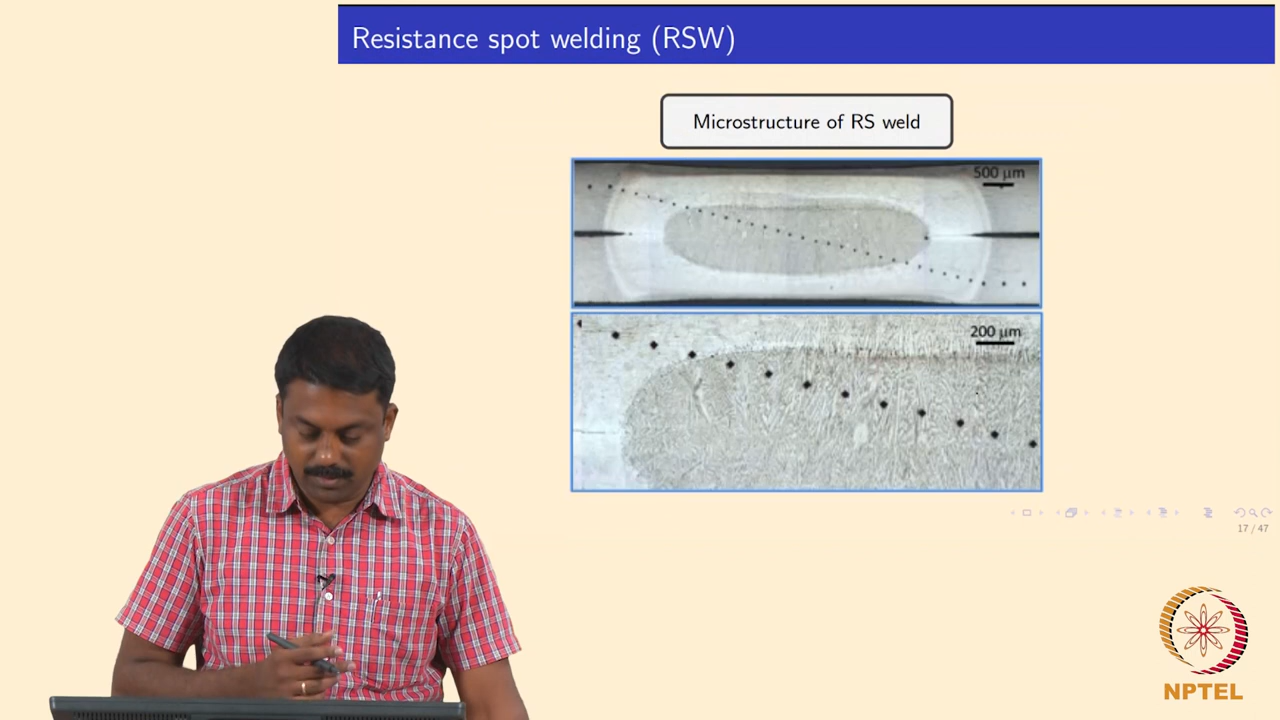 Resistance spot welding (RSW)
Microstructure of RS weld
500 μm
200 μm
17 / 47
NPTEL